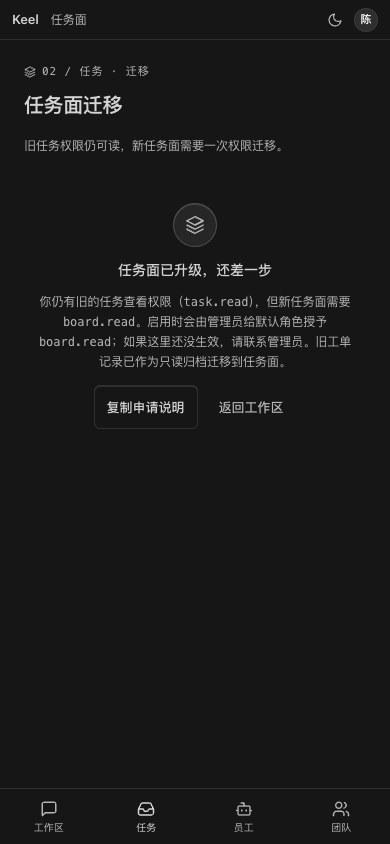 Keel 任务面
陈
02 / 任务 · 迁移
任务面迁移
旧任务权限仍可读，新任务面需要一次权限迁移。
任务面已升级，还差一步
你仍有旧的任务查看权限（task.read），但新任务面需要
board.read。启用时会由管理员给默认角色授予
board.read；如果这里还没生效，请联系管理员。旧工单
记录已作为只读归档迁移到任务面。
复制申请说明 返回工作区
工作区 任务 员工 团队